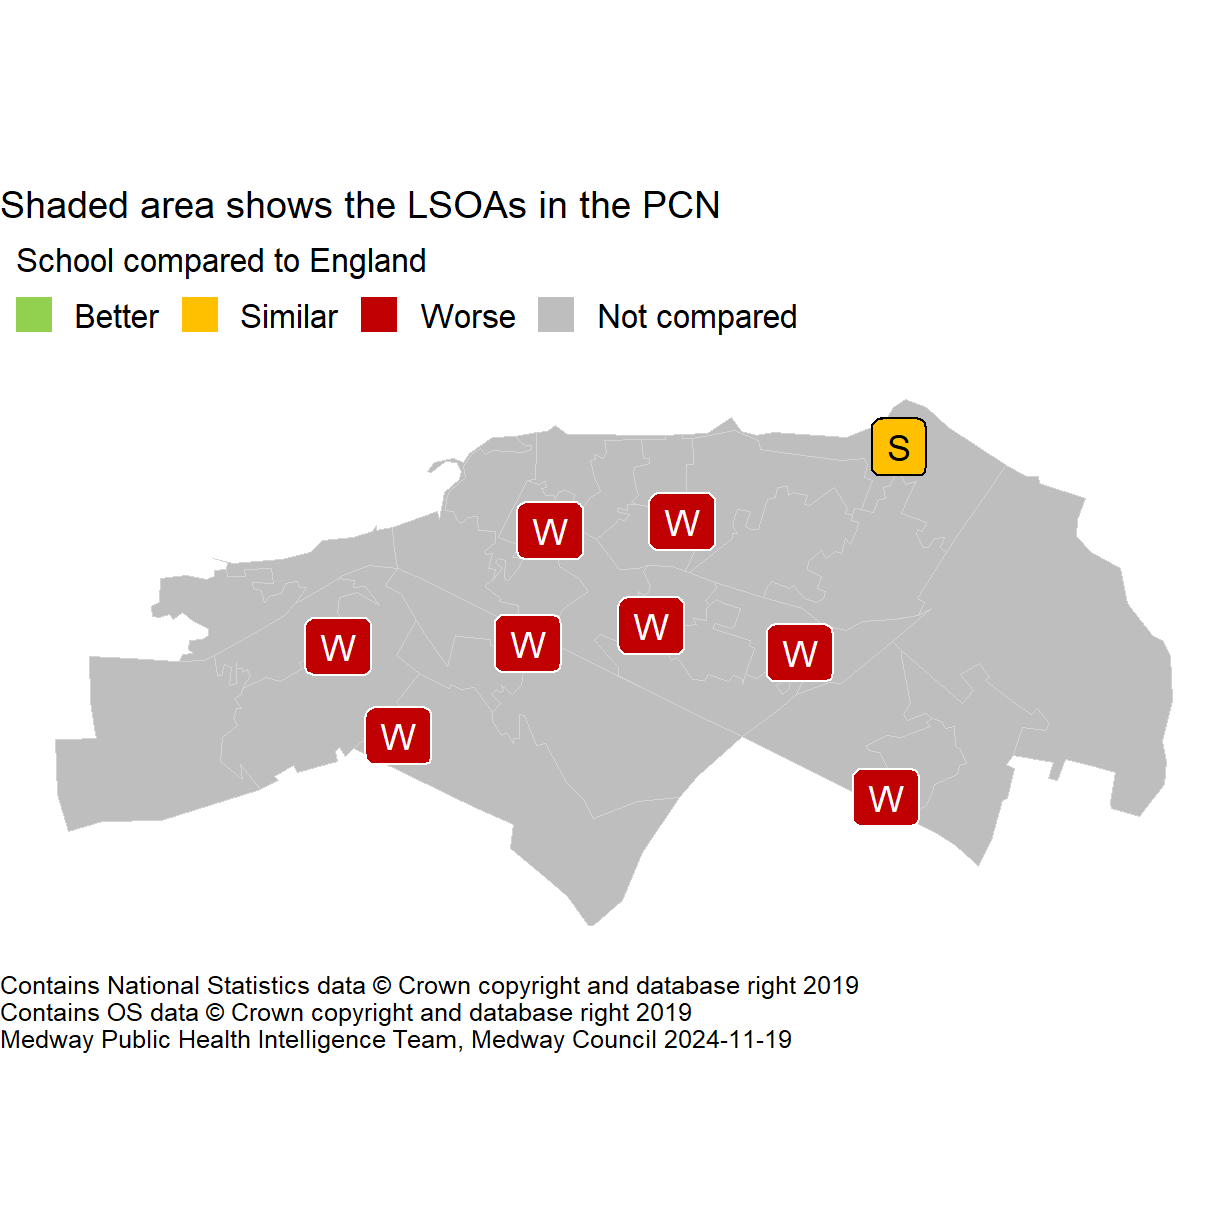 Shaded area shows the LSOAs in the PCN
School compared to England
Better Similar Worse Not compared
S
W W
W
W W W
W
W
Contains National Statistics data © Crown copyright and database right 2019
Contains OS data © Crown copyright and database right 2019
Medway Public Health Intelligence Team, Medway Council 2024-11-19